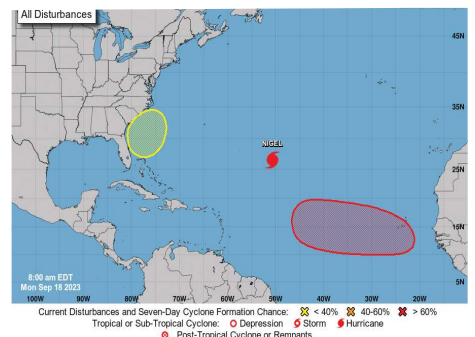 All Disturbances
45N
35N
NIGEL
25N
15N
8:00 am EDT
Mon Sep 18 2023
5N
100W 90W 80W 70W 60W 50W 40W 30W 20W
Current Disturbances and Seven-Day Cyclone Formation Chance: < 40% 40-60% > 60%
Tropical or Sub-Tropical Cyclone: Depression Storm Hurricane
Post-Tropical Cyclone or Remnants